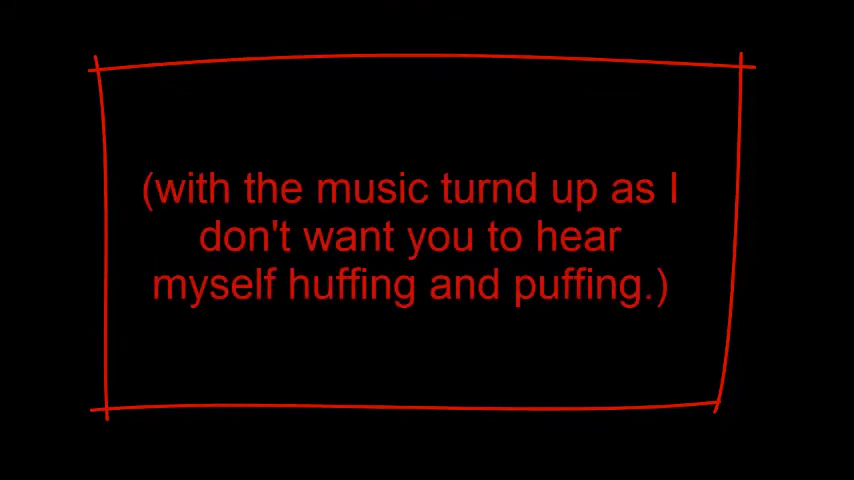 (with the music turnd up as I
don't want you to hear
myself huffing and puffing.)